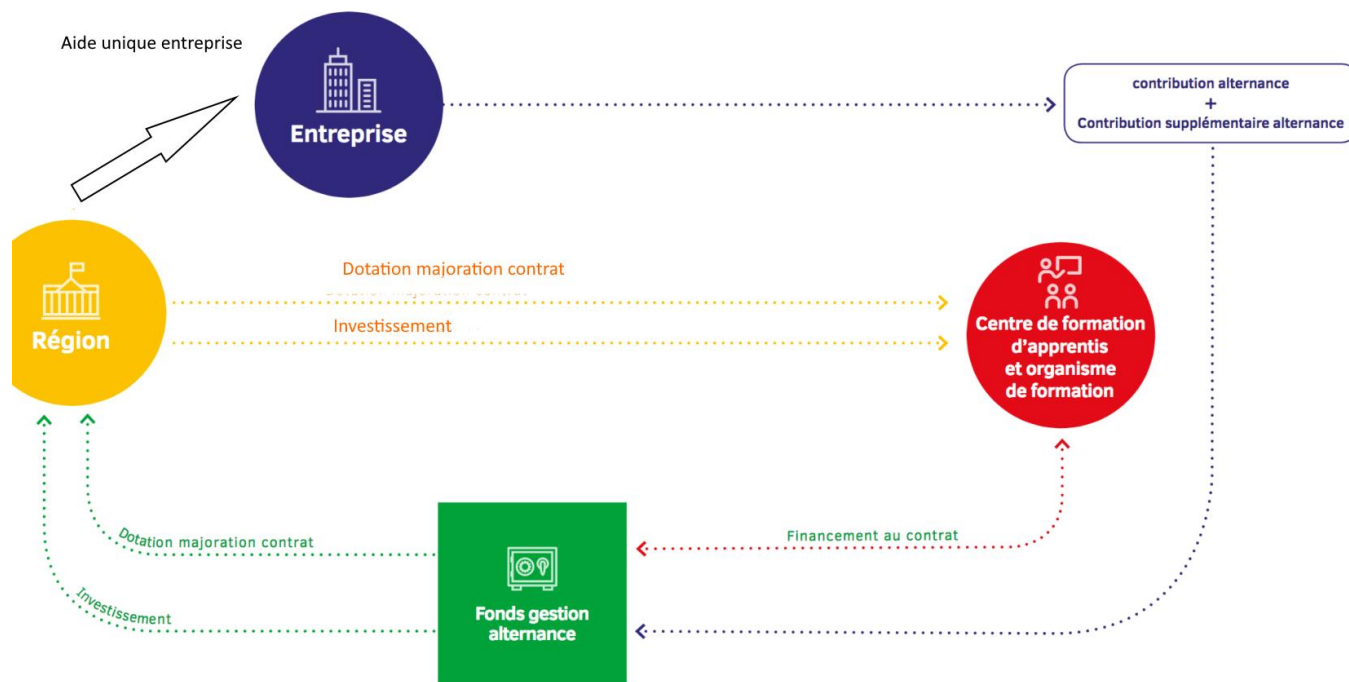 Aide unique entreprise
Entreprise
contribution alternance
+
Contribution supplémentaire alternance
Dotation majoration contrat
Investissement
Région
Centre de formation
d'apprentis
et organisme
de formation
Dotation majoration contrat
Financement au contrat
Investissement
Fonds gestion
alternance